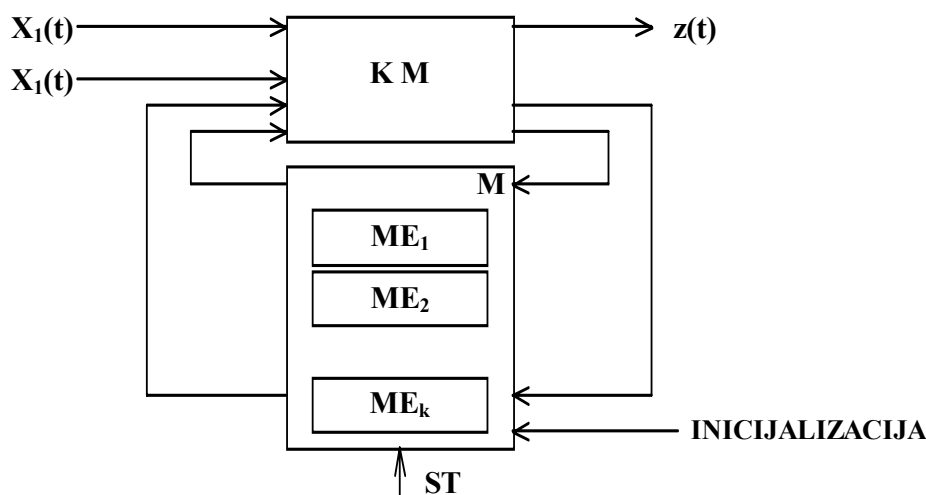 X₁(t)
z(t)
X₁(t)
K M
M
ME₁
ME₂
MEₖ
INICIJALIZACIJA
ST